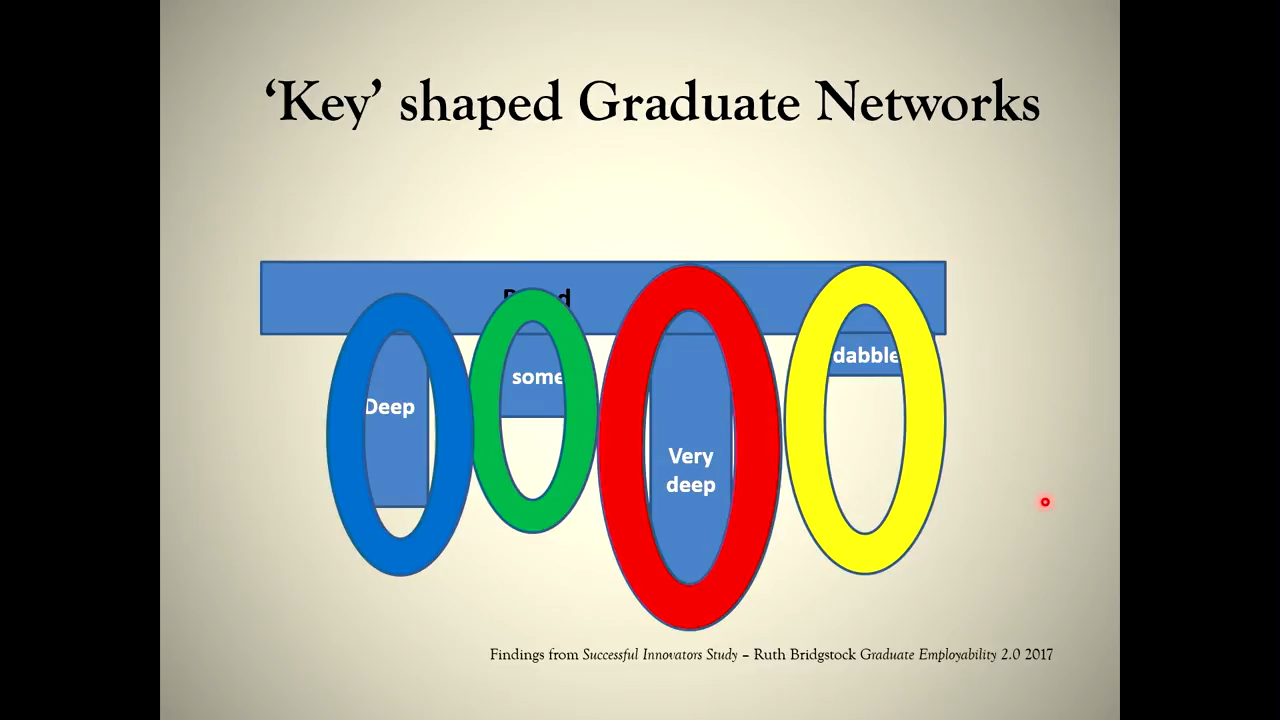 ‘Key’ shaped Graduate Networks
Deep
some
Very
deep
dabble
Findings from Successful Innovators Study – Ruth Bridgstock Graduate Employability 2.0 2017